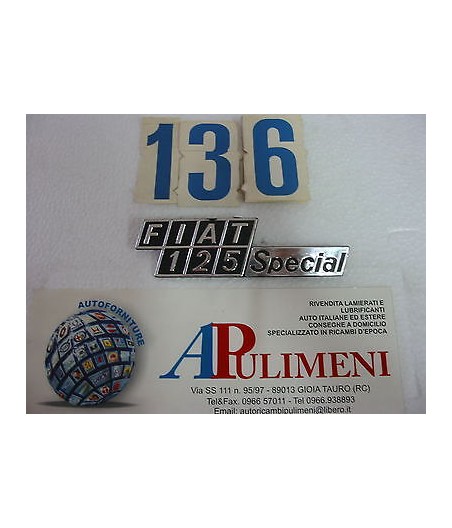 136
FIAT
125 Special
AUTOFORNITURE
RIVENDITA LAMIERATI E
LUBRIFICANTI
AUTO ITALIANE ED ESTERE
CONSEGNE A DOMICILIO
SPECIALIZZATO IN RICAMBI D'EPOCA
APULIMENI
Via SS 111 n. 95/97 - 89013 GIOIA TAURO (RC)
Tel&Fax. 0966 57011 - Tel 0966.938893
Email: autoricambipulimeni@libero.it